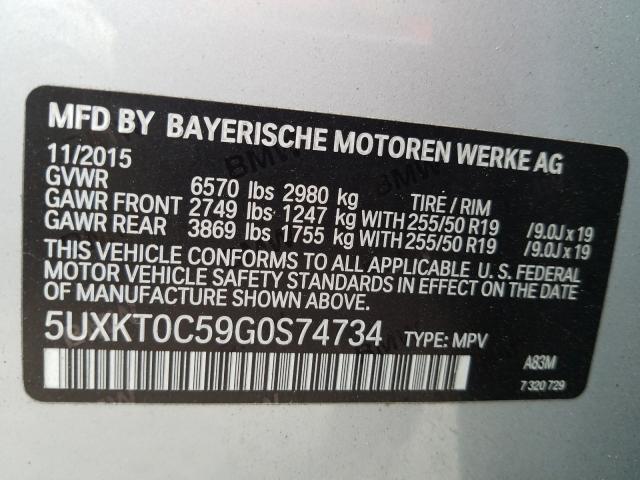 MFD BY BAYERISCHE MOTOREN WERKE AG
11/2015
GVWR 6570 lbs 2980 kg TIRE / RIM
GAWR FRONT 2749 lbs 1247 kg WITH 255/50 R19 /9.0J x 19
GAWR REAR 3869 lbs 1755 kg WITH 255/50 R19 /9.0J x 19
THIS VEHICLE CONFORMS TO ALL APPLICABLE U.S. FEDERAL
MOTOR VEHICLE SAFETY STANDARDS IN EFFECT ON THE DATE
OF MANUFACTURE SHOWN ABOVE.
5UXKT0C59G0S74734 TYPE: MPV
A83M
7 320 729
BMW
BMW
BMW